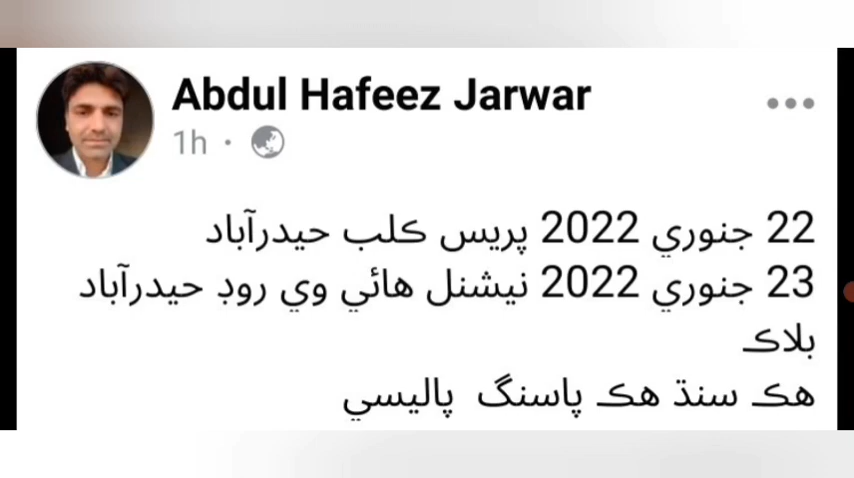 Abdul Hafeez Jarwar
1h ·
22 جنوري 2022 پريس ڪلب حيدرآباد
23 جنوري 2022 نيشنل هائي وي روڊ حيدرآباد
بلاڪ
هڪ سنڌ هڪ پاسنگ پاليسي